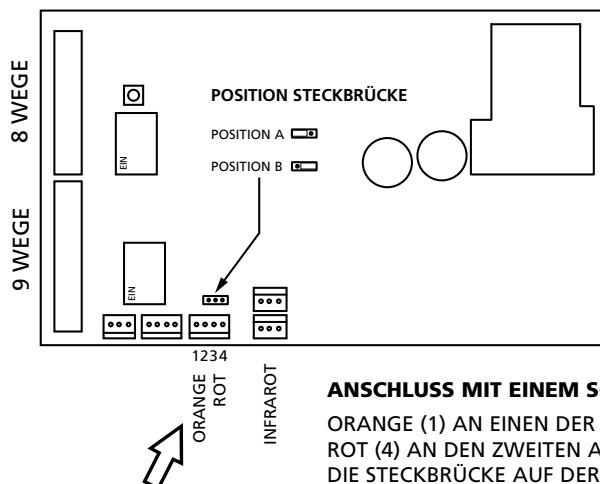 8 WEGE
POSITION STECKBRÜCKE
POSITION A
EIN
POSITION B
9 WEGE
EIN
1234
ORANGE
ROT
INFRAROT
ANSCHLUSS MIT EINEM
ORANGE (1) AN EINEN DER
ROT (4) AN DEN ZWEITEN
DIE STECKBRÜCKE AUF DER